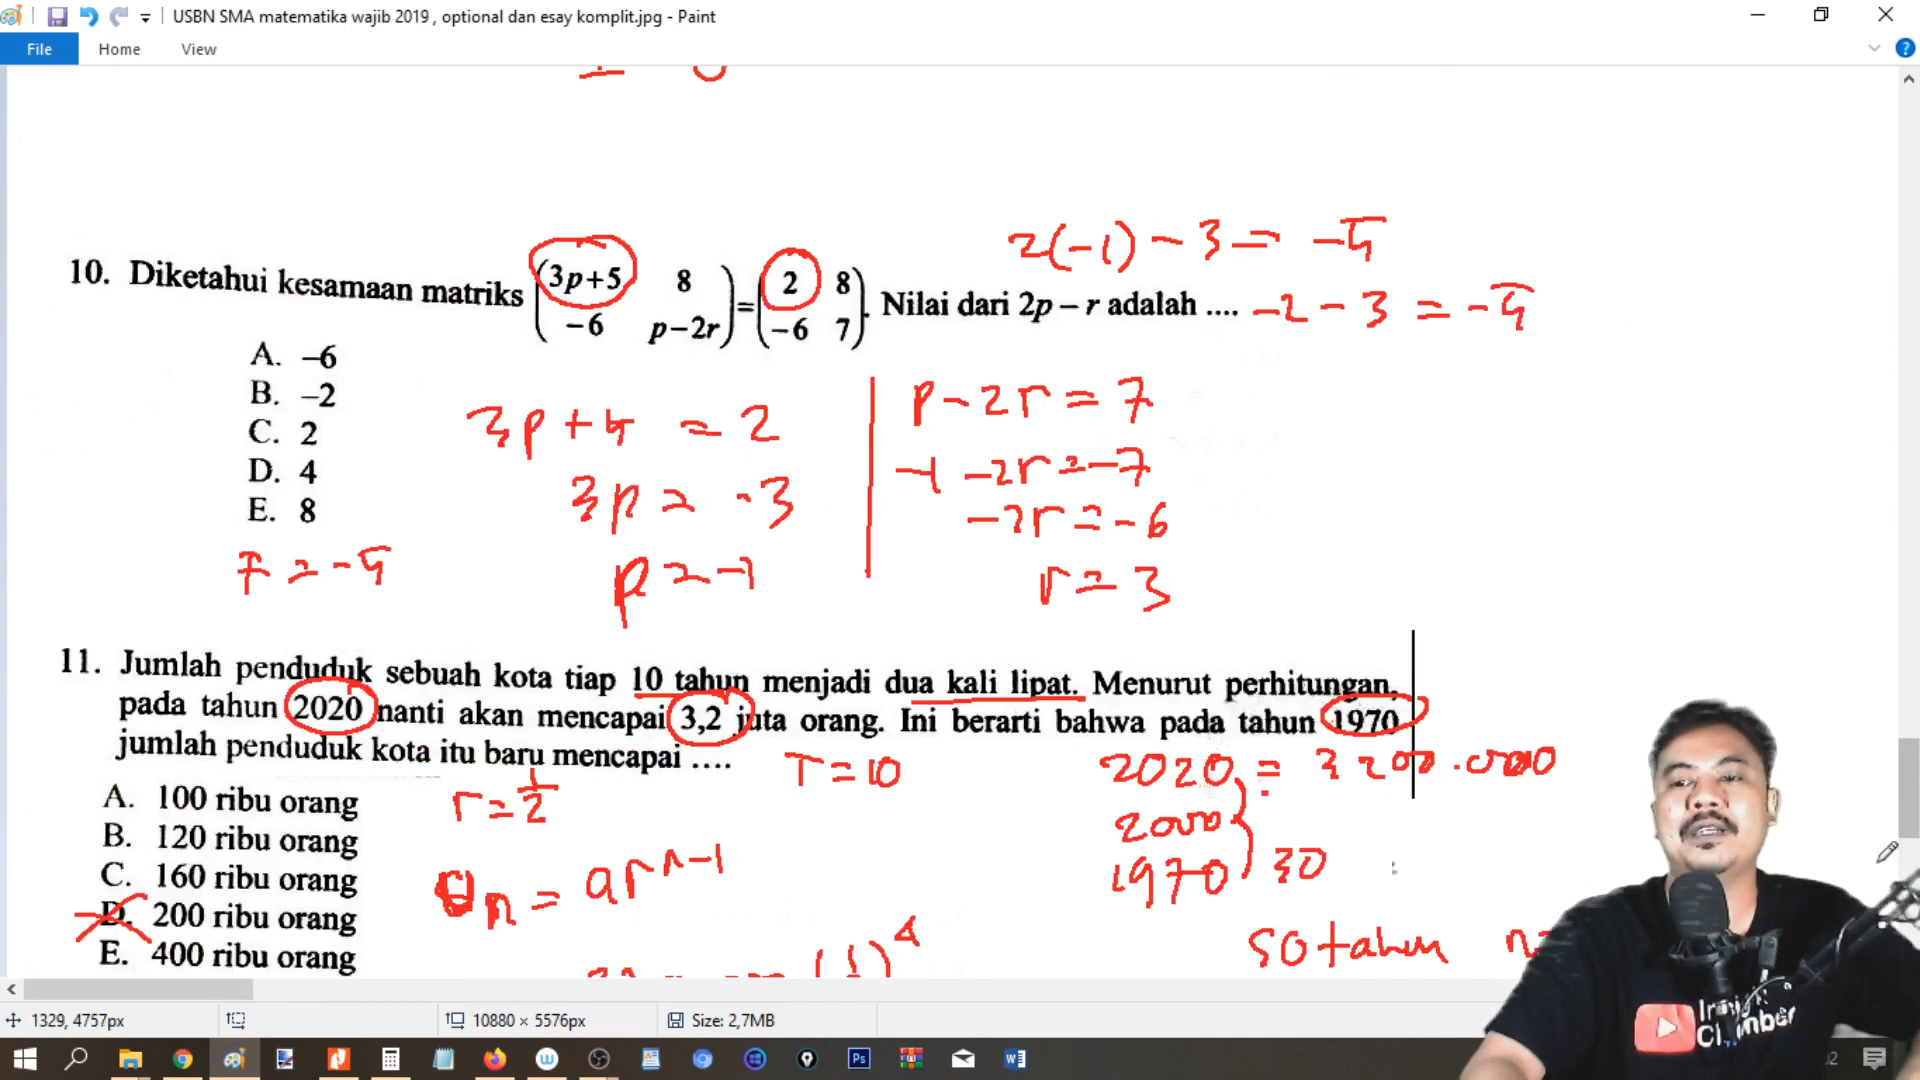 USBN SMA matematika wajib 2019 , optional dan esay komplit.jpg - Paint
File Home View
2(-1) - 3 = -5
10. Diketahui kesamaan matriks (3p+5 8 -6 p-2r) = (2 8 -6 7). Nilai dari 2p – r adalah .... -2 - 3 = -5
A. –6
B. –2
C. 2
D. 4
E. 8
F = -5
3p + 5 = 2
3p = -3
p = -1
p - 2r = 7
-1 -2r = -7
-2r = -6
r = 3
11. Jumlah penduduk sebuah kota tiap 10 tahun menjadi dua kali lipat. Menurut perhitungan,
pada tahun 2020 nanti akan mencapai 3,2 juta orang. Ini berarti bahwa pada tahun 1970
jumlah penduduk kota itu baru mencapai ....
A. 100 ribu orang
B. 120 ribu orang
C. 160 ribu orang
D. 200 ribu orang
E. 400 ribu orang
r = 1/2
T = 10
Un = ar n-1
2020 = 3200.000
2000
1970 30
50 tahun
1329, 4757px
10880 × 5576px
Size: 2,7MB